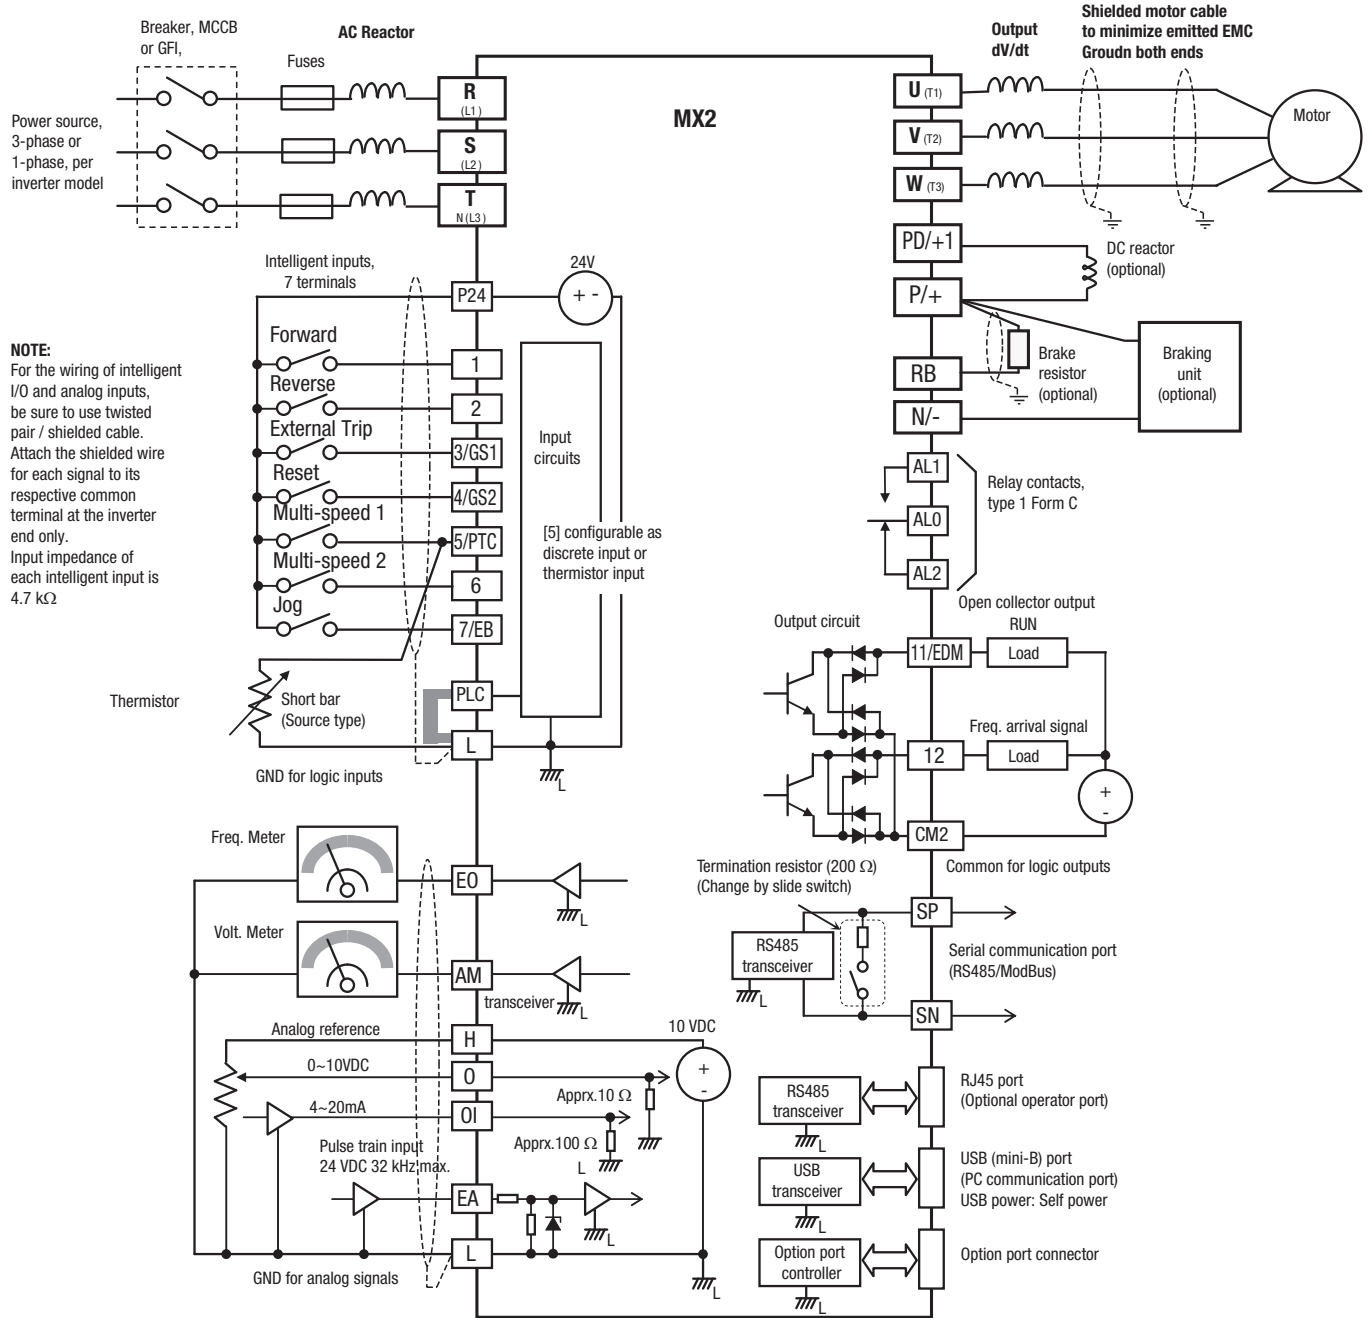 Breaker, MCCB
or GFI,
AC Reactor
Fuses
Power source,
3-phase or
1-phase, per
inverter model
R
(L1)
S
(L2)
T
N (L3)
MX2
Output
dV/dt
Shielded motor cable
to minimize emitted EMC
Groudn both ends
U (T1)
V (T2)
W (T3)
Motor
PD/+1
DC reactor
(optional)
P/+
RB
Brake
resistor
(optional)
Braking
unit
(optional)
N/-
Intelligent inputs,
7 terminals
P24
24V
+ -
NOTE:
For the wiring of intelligent
I/O and analog inputs,
be sure to use twisted
pair / shielded cable.
Attach the shielded wire
for each signal to its
respective common
terminal at the inverter
end only.
Input impedance of
each intelligent input is
4.7 kΩ
Forward
1
Reverse
2
External Trip
3/GS1
Reset
4/GS2
Multi-speed 1
5/PTC
Multi-speed 2
6
Jog
7/EB
Input
circuits
[5] configurable as
discrete input or
thermistor input
Thermistor
Short bar
(Source type)
PLC
L
GND for logic inputs
L
AL1
AL0
AL2
Relay contacts,
type 1 Form C
Open collector output
RUN
Output circuit
11/EDM
Load
Freq. arrival signal
12
Load
+
-
CM2
Common for logic outputs
Termination resistor (200 Ω)
(Change by slide switch)
SP
RS485
transceiver
L
Serial communication port
(RS485/ModBus)
SN
Freq. Meter
EO
L
Volt. Meter
AM
transceiver
L
Analog reference
H
10 VDC
+
-
0~10VDC
O
Apprx.10 Ω
4~20mA
OI
Apprx.100 Ω
L
Pulse train input
24 VDC 32 kHz max.
EA
L
L
GND for analog signals
L
RS485
transceiver
L
RJ45 port
(Optional operator port)
USB
transceiver
L
USB (mini-B) port
(PC communication port)
USB power: Self power
Option port
controller
L
Option port connector